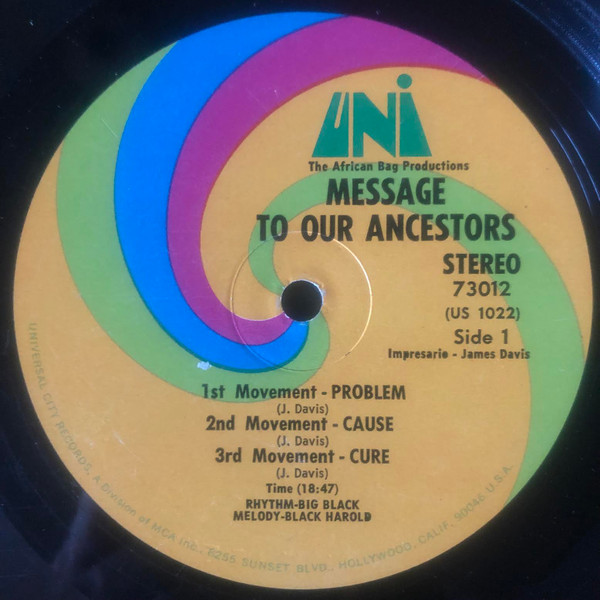 UNI
The African Bag Productions
MESSAGE
TO OUR ANCESTORS
STEREO
73012
(US 1022)
Side 1
Impresario - James Davis
1st Movement - PROBLEM
(J. Davis)
2nd Movement - CAUSE
(J. Davis)
3rd Movement - CURE
(J. Davis)
Time (18:47)
RHYTHM-BIG BLACK
MELODY-BLACK HAROLD
UNIVERSAL CITY RECORDS, A Division of MCA Inc., 8255 SUNSET BLVD., HOLLYWOOD, CALIF. 90046 U.S.A.